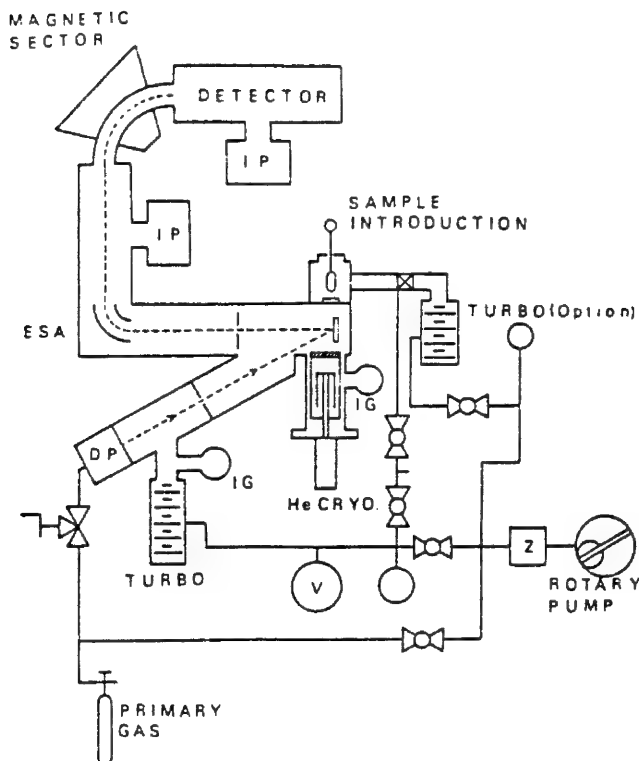 MAGNETIC
SECTOR
DETECTOR
IP
SAMPLE
INTRODUCTION
IP
TURBO(Option)
ESA
IG
DP
IG
He CRYO.
TURBO
V
Z
ROTARY
PUMP
PRIMARY
GAS